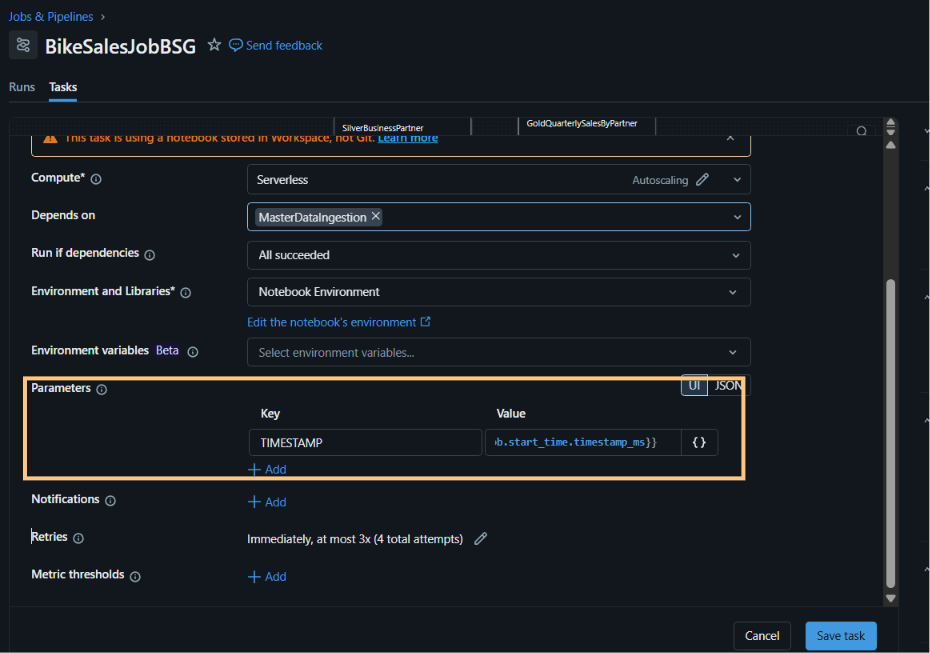 Jobs & Pipelines ›
BikeSalesJobBSG Send feedback
Runs Tasks
SilverBusinessPartner GoldQuarterlySalesByPartner
This task is using a notebook stored in Workspace, not Git. Learn more
Compute* Serverless Autoscaling
Depends on MasterDataIngestion
Run if dependencies All succeeded
Environment and Libraries* Notebook Environment
Edit the notebook's environment
Environment variables Beta Select environment variables...
Parameters UI JSON
Key Value
TIMESTAMP b.start_time.timestamp_ms}} {}
+ Add
Notifications + Add
Retries Immediately, at most 3x (4 total attempts)
Metric thresholds + Add
Cancel Save task